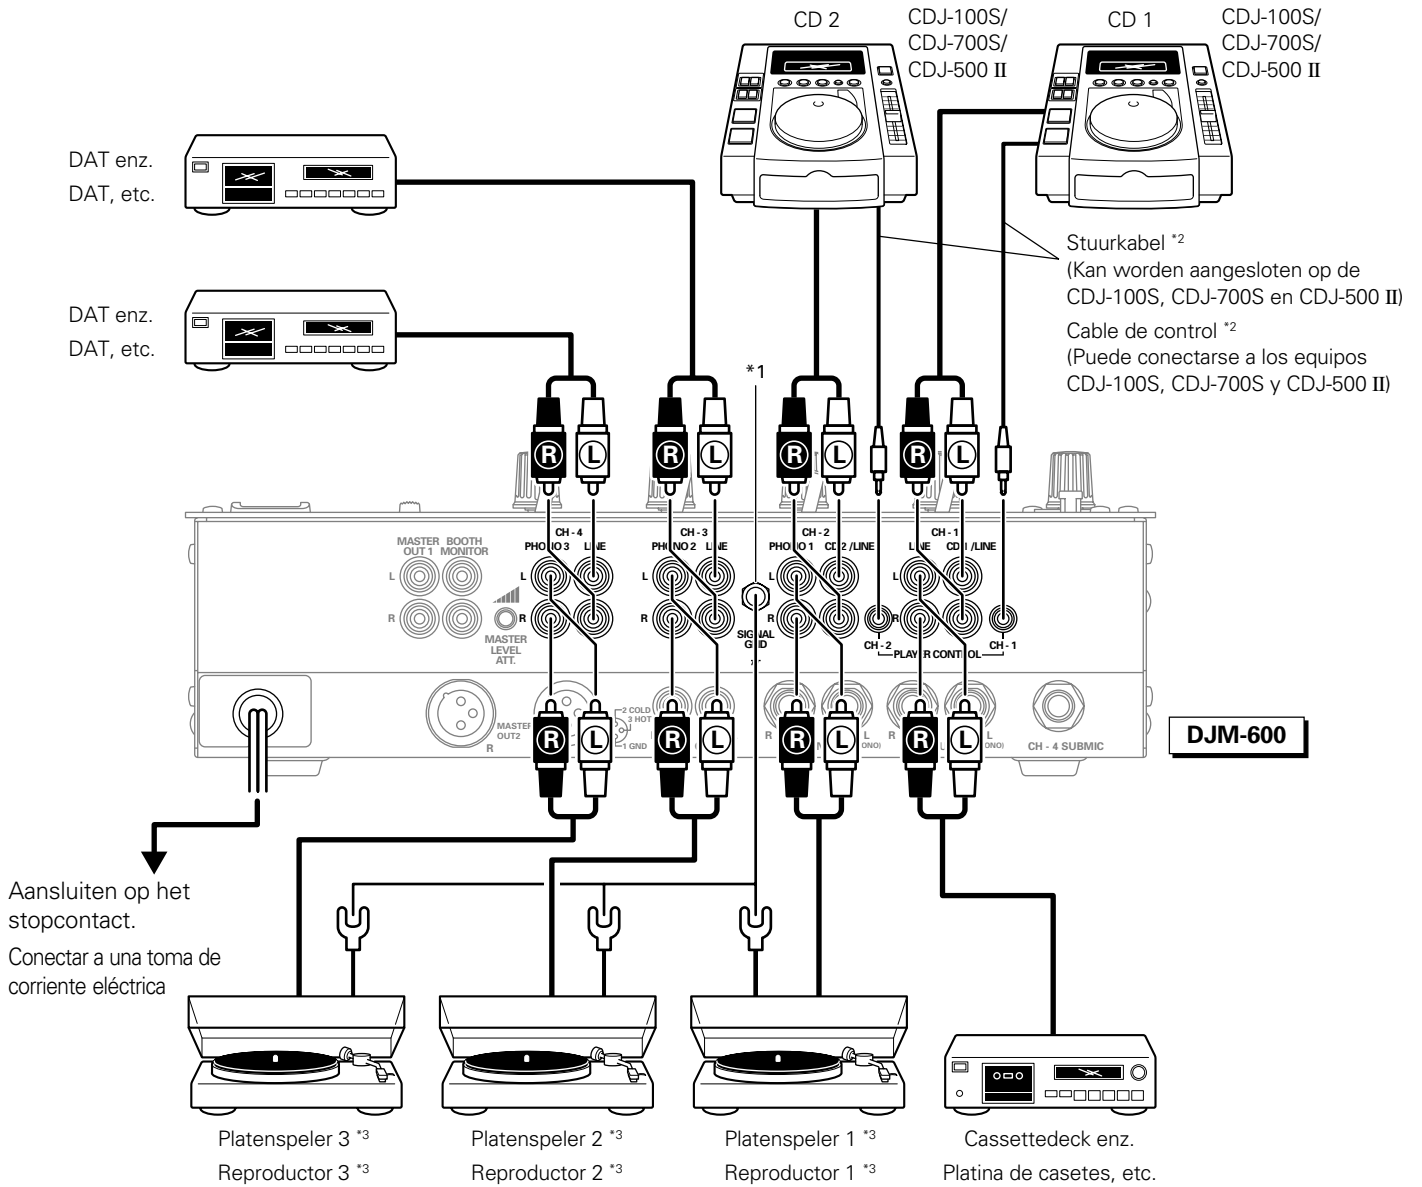 CD 2
CDJ-100S/
CDJ-700S/
CDJ-500 II
CD 1
CDJ-100S/
CDJ-700S/
CDJ-500 II
DAT enz.
DAT, etc.
DAT enz.
DAT, etc.
Stuurkabel *2
(Kan worden aangesloten op de
CDJ-100S, CDJ-700S en CDJ-500 II)
Cable de control *2
(Puede conectarse a los equipos
CDJ-100S, CDJ-700S y CDJ-500 II)
*1
R L R L R L R L
MASTER OUT 1
BOOTH MONITOR
CH - 4
PHONO 3 LINE
CH - 3
PHONO 2 LINE
CH - 2
PHONO 1 CD 2 /LINE
CH - 1
LINE CD 1 /LINE
L L L L L
R R R R R
MASTER
LEVEL
ATT.
SIGNAL
GND
CH - 2
PLAYER CONTROL
CH - 1
MASTER
OUT2
R
2 COLD
3 HOT
1 GND
R
R
L
CH - 4 SUBMIC
R L R L R L R L
DJM-600
Aansluiten op het
stopcontact.
Conectar a una toma de
corriente eléctrica
Platenspeler 3 *3
Reproductor 3 *3
Platenspeler 2 *3
Reproductor 2 *3
Platenspeler 1 *3
Reproductor 1 *3
Cassettedeck enz.
Platina de casetes, etc.